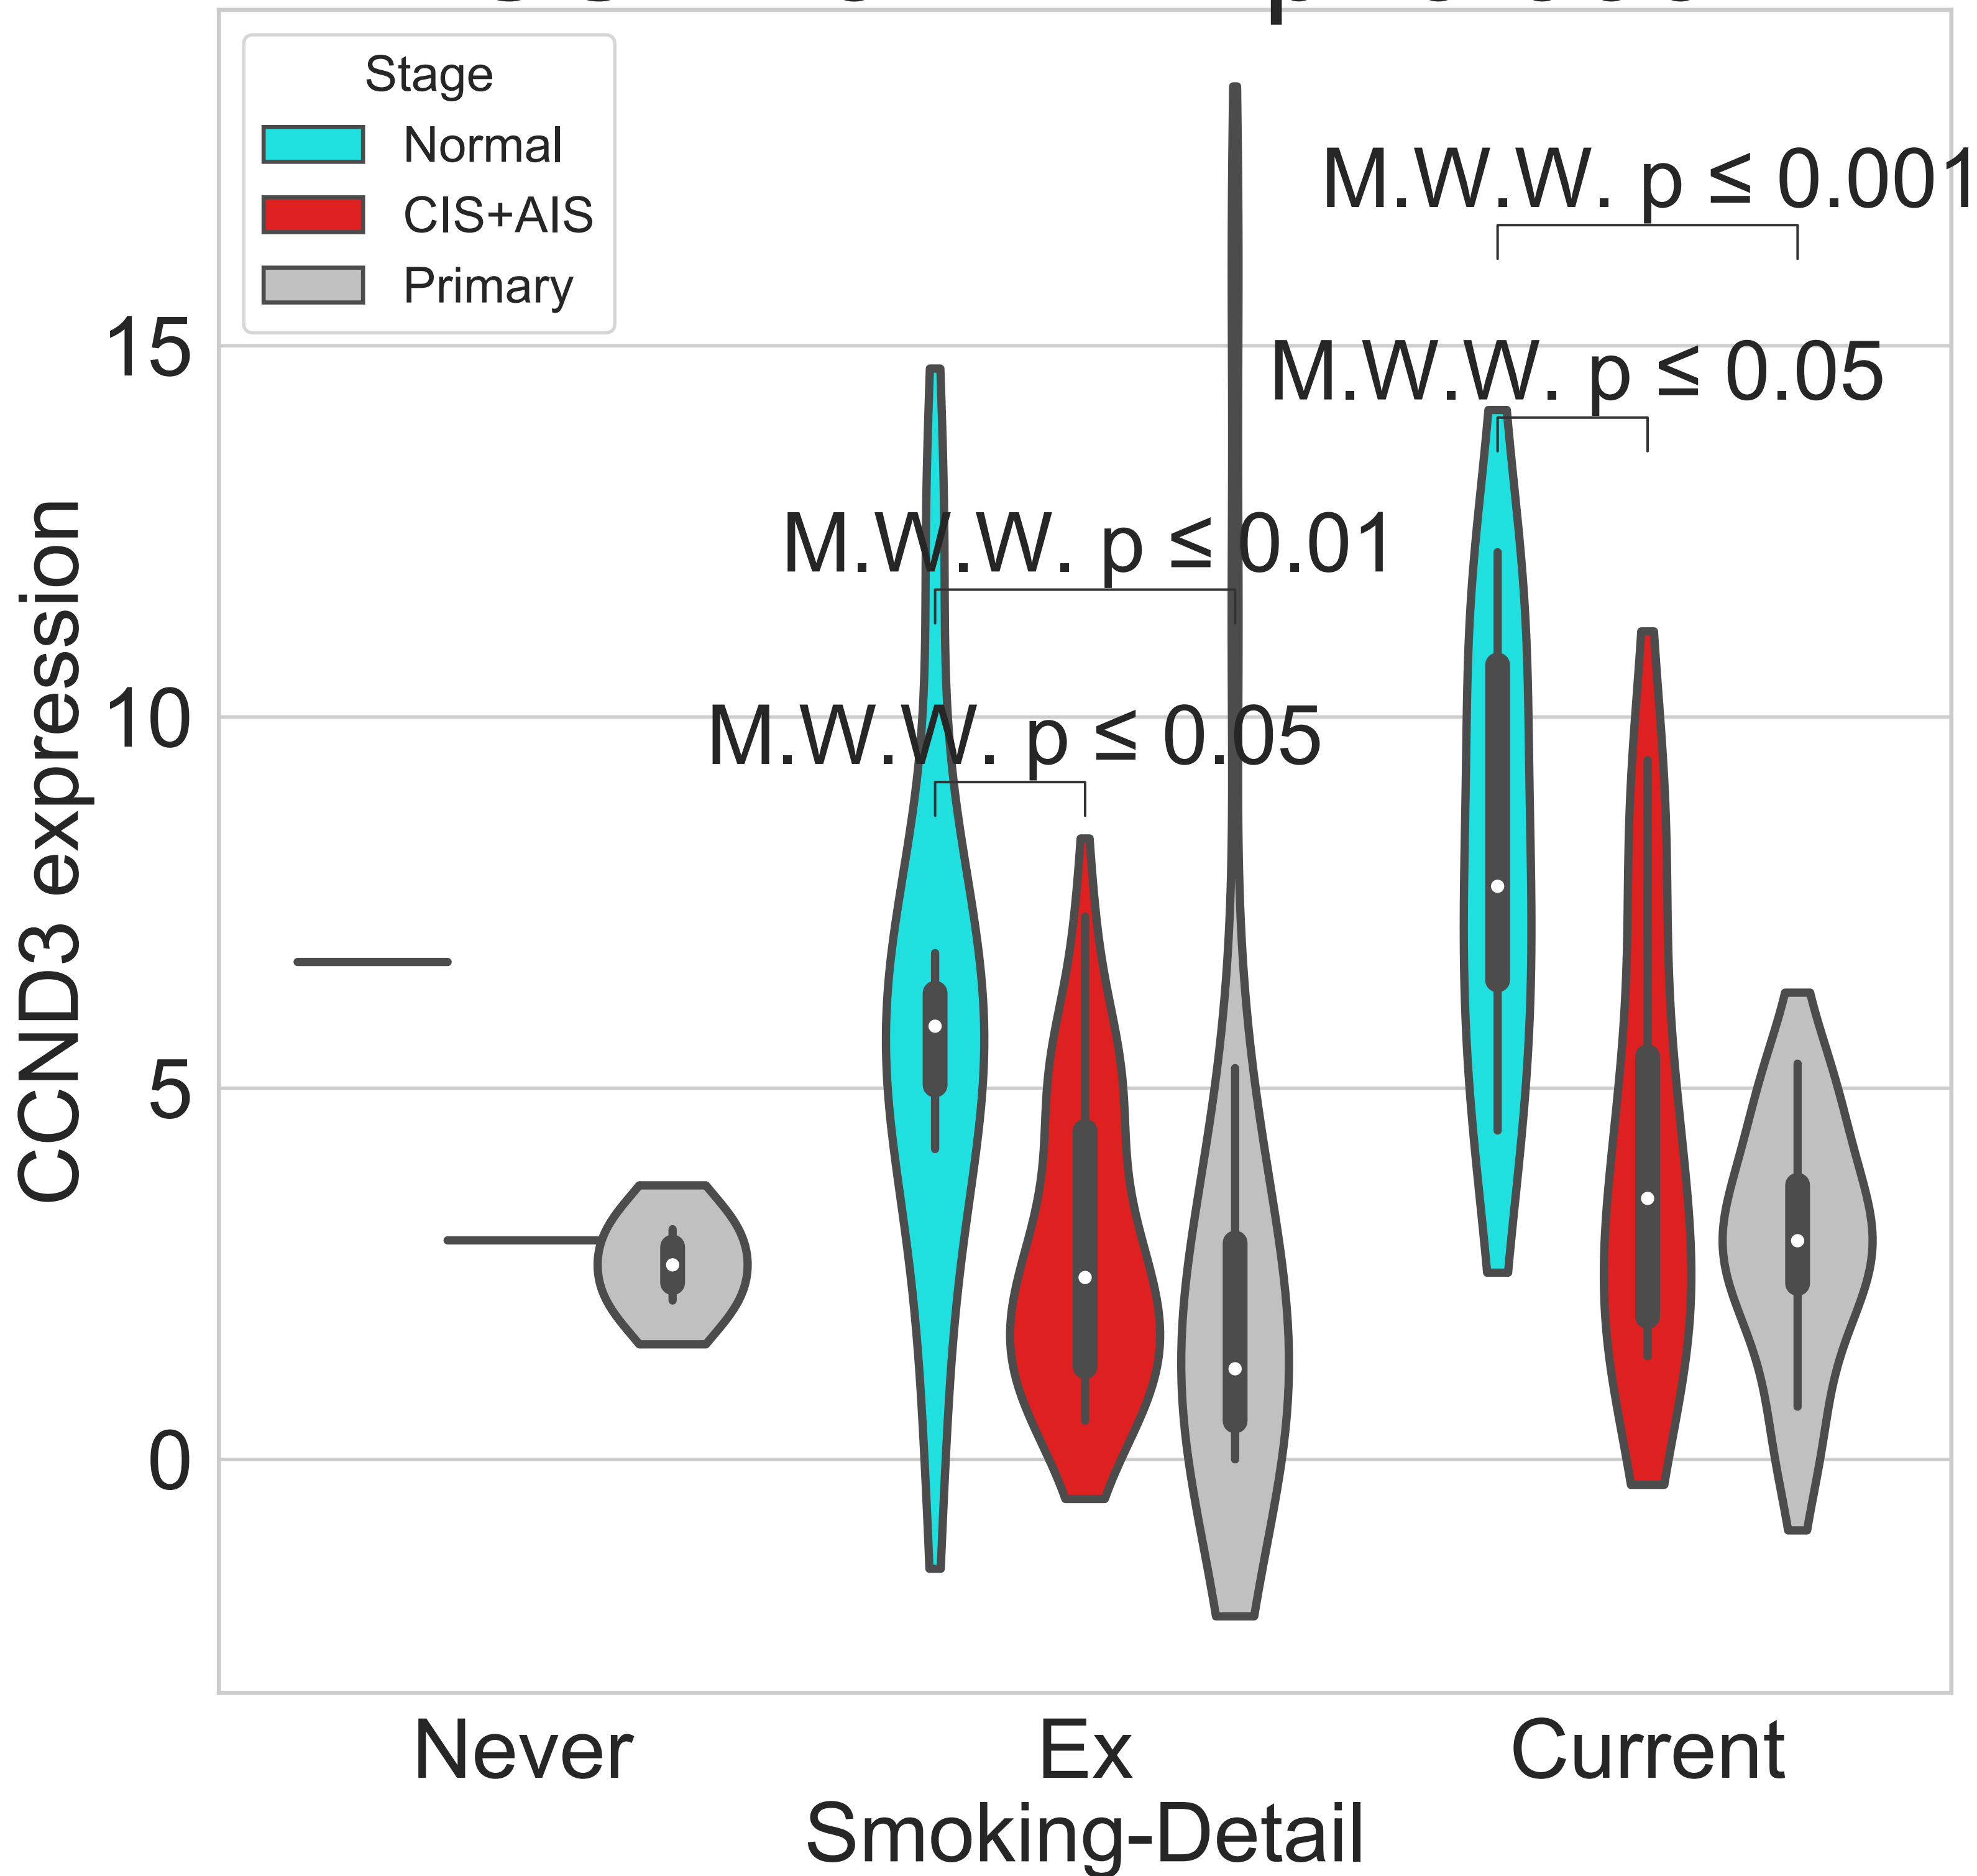 Stage
Normal
CIS+AIS
Primary
M.W.W. p ≤ 0.001
M.W.W. p ≤ 0.05
M.W.W. p ≤ 0.01
M.W.W. p ≤ 0.05
15
10
5
0
CCND3 expression
Never
Ex
Current
Smoking-Detail